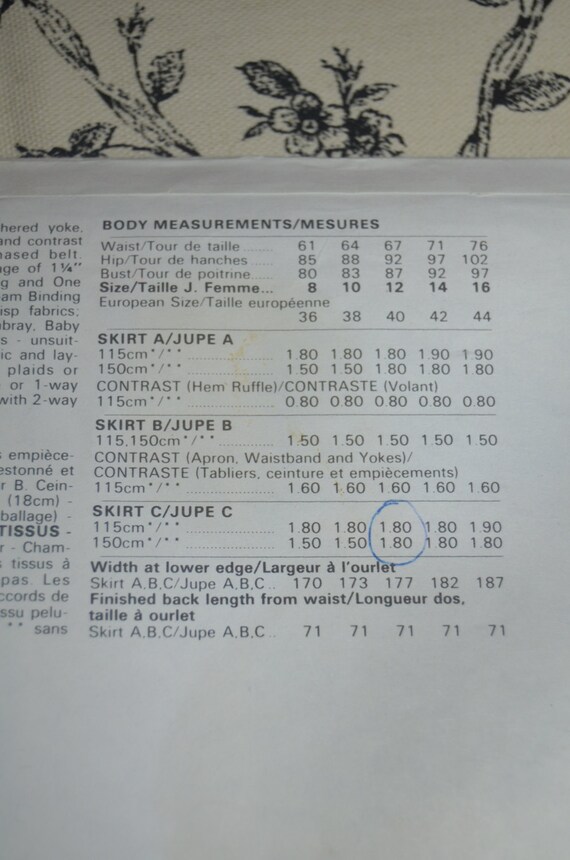 hered yoke,
and contrast
hased belt.
ge of 1¼"
g and One
am Binding
isp fabrics;
bray, Baby
s - unsuit-
ic and lay-
plaids or
or 1-way
with 2-way
s empièce-
estonné et
r B. Cein-
(18cm) -
ballage) -
TISSUS -
r - Cham-
s tissus à
pas. Les
ccords de
ssu pelu-
** sans
BODY MEASUREMENTS/MESURES
Waist/Tour de taille ....... 61 64 67 71 76
Hip/Tour de hanches ..... 85 88 92 97 102
Bust/Tour de poitrine..... 80 83 87 92 97
Size/Taille J. Femme... 8 10 12 14 16
European Size/Taille européenne
36 38 40 42 44
SKIRT A/JUPE A
115cm*/** .................... 1.80 1.80 1.80 1.90 1.90
150cm*/** .................... 1.50 1.50 1.80 1.80 1.80
CONTRAST (Hem Ruffle)/CONTRASTE (Volant)
115cm*/** .................... 0.80 0.80 0.80 0.80 0.80
SKIRT B/JUPE B
115.150cm*/** ............. 1.50 1.50 1.50 1.50 1.50
CONTRAST (Apron, Waistband and Yokes)/
CONTRASTE (Tabliers, ceinture et empiècements)
115cm*/** .................... 1.60 1.60 1.60 1.60 1.60
SKIRT C/JUPE C
115cm*/** .................... 1.80 1.80 1.80 1.80 1.90
150cm*/** .................... 1.50 1.50 1.80 1.80 1.80
Width at lower edge/Largeur à l'ourlet
Skirt A,B,C/Jupe A,B,C .. 170 173 177 182 187
Finished back length from waist/Longueur dos,
taille à ourlet
Skirt A,B,C/Jupe A,B,C .. 71 71 71 71 71